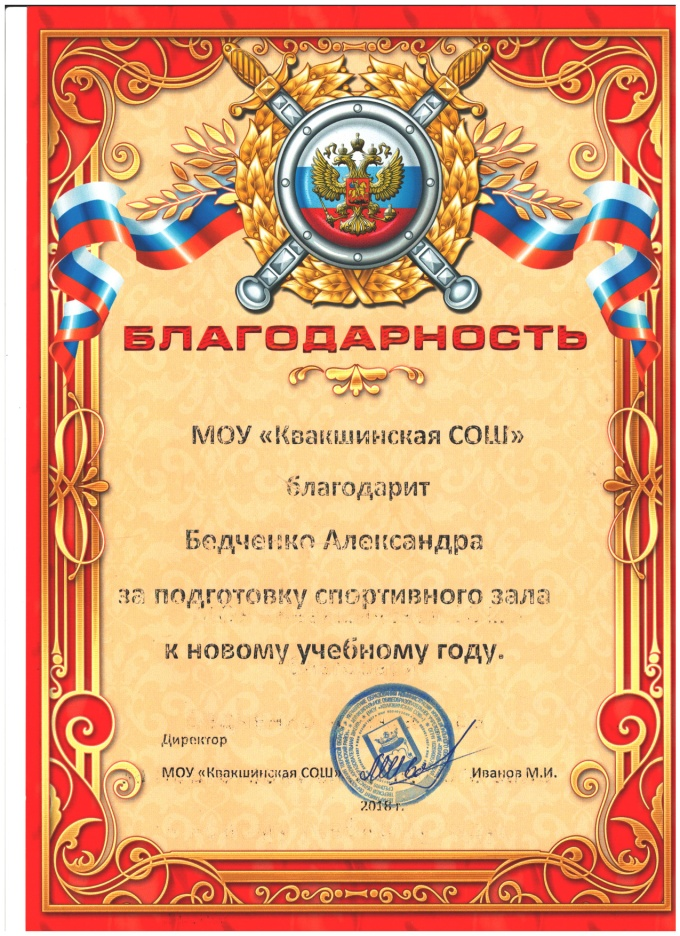 БЛАГОДАРНОСТЬ
МОУ «Квакшинская СОШ»
благодарит
Бедченко Александра
за подготовку спортивного зала
к новому учебному году.
Директор
МОУ «Квакшинская СОШ»
Иванов М.И.
2018 г.